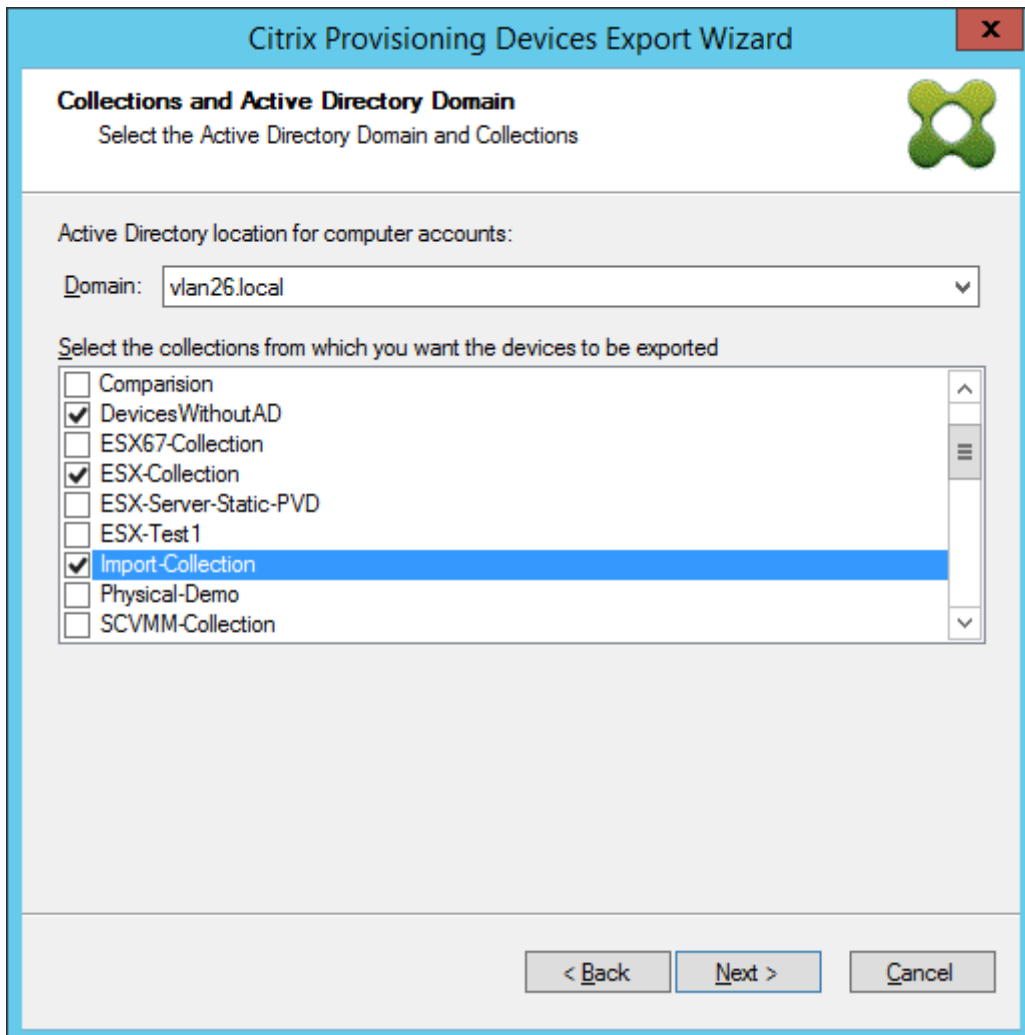 Citrix Provisioning Devices Export Wizard
x
Collections and Active Directory Domain
Select the Active Directory Domain and Collections
Active Directory location for computer accounts:
Domain: vlan26.local
Select the collections from which you want the devices to be exported
Comparision
DevicesWithoutAD
ESX67-Collection
ESX-Collection
ESX-Server-Static-PVD
ESX-Test1
Import-Collection
Physical-Demo
SCVMM-Collection
< Back Next > Cancel